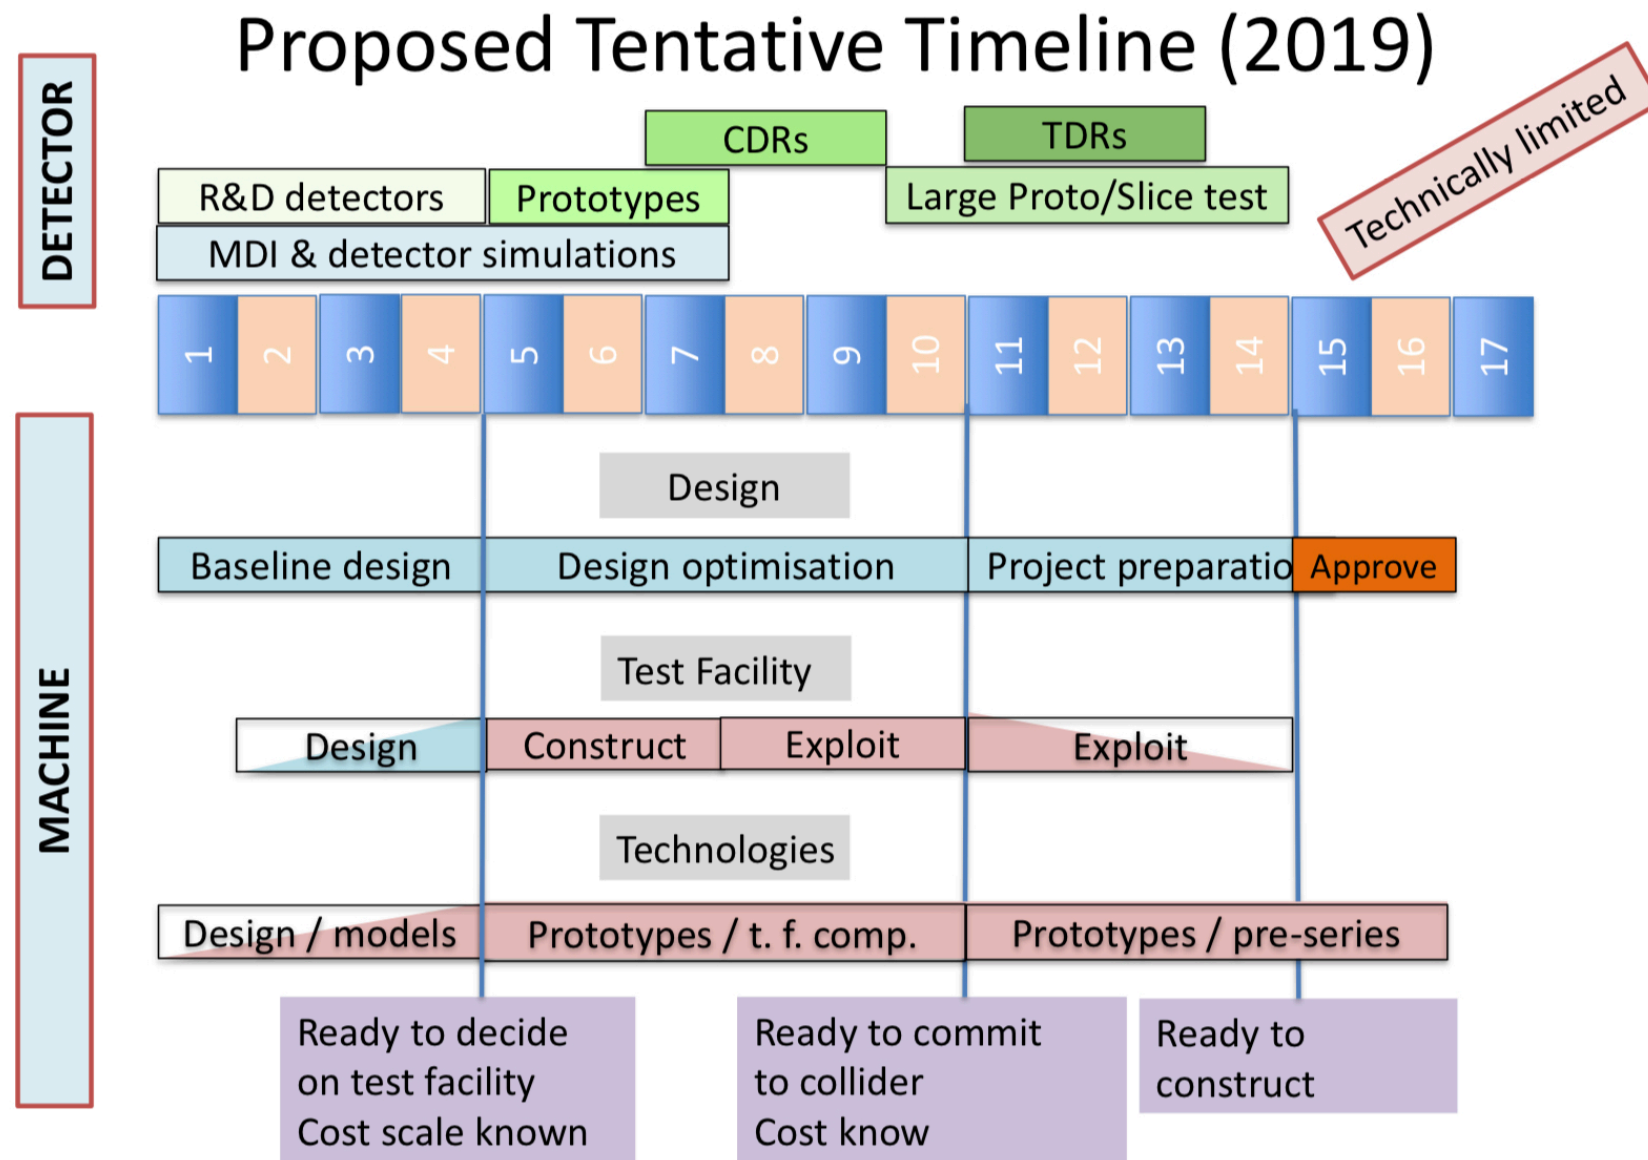 Proposed Tentative Timeline (2019)
DETECTOR
Technically limited
CDRs
TDRs
R&D detectors
Prototypes
Large Proto/Slice test
MDI & detector simulations
1 2 3 4 5 6 7 8 9 10 11 12 13 14 15 16 17
MACHINE
Design
Baseline design
Design optimisation
Project preparatio
Approve
Test Facility
Design
Construct
Exploit
Exploit
Technologies
Design / models
Prototypes / t. f. comp.
Prototypes / pre-series
Ready to decide
on test facility
Cost scale known
Ready to commit
to collider
Cost know
Ready to
construct